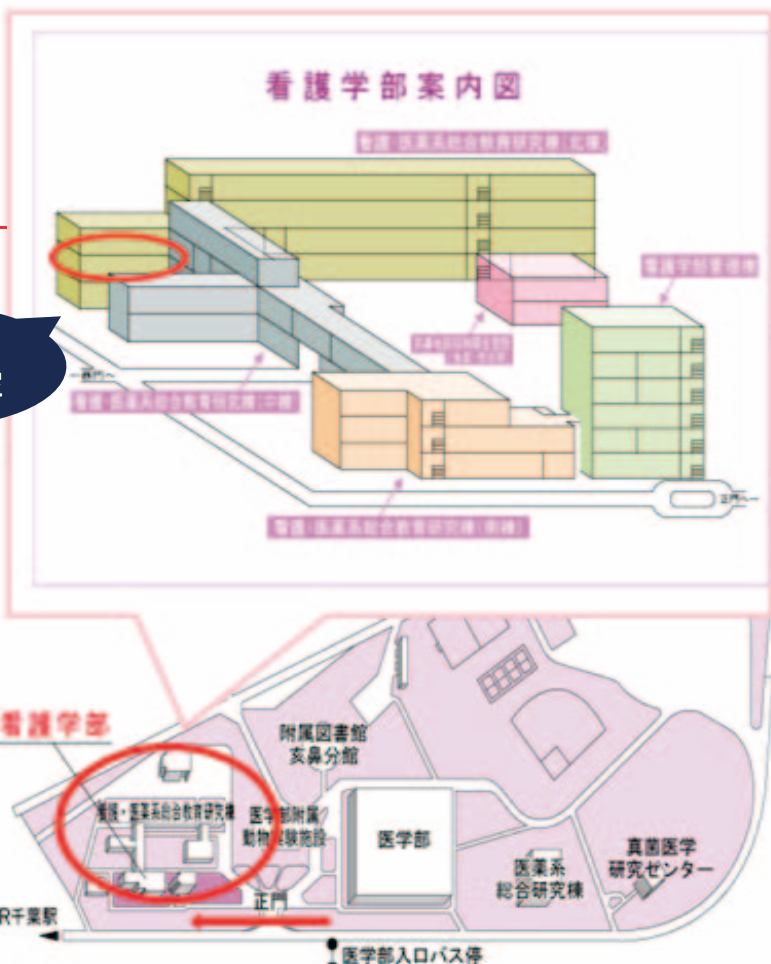 看護学部案内図
看護・医薬系総合教育研究棟(北棟)
看護学部管理棟
看護・医薬系総合教育研究棟(中棟)
正門へ
看護・医薬系総合教育研究棟(南棟)
看護学部
附属図書館
亥鼻分館
看護・医薬系総合教育研究棟
医学部附属
動物実験施設
医学部
医薬系
総合研究棟
真菌医学
研究センター
正門
R千葉駅
医学部入口バス停